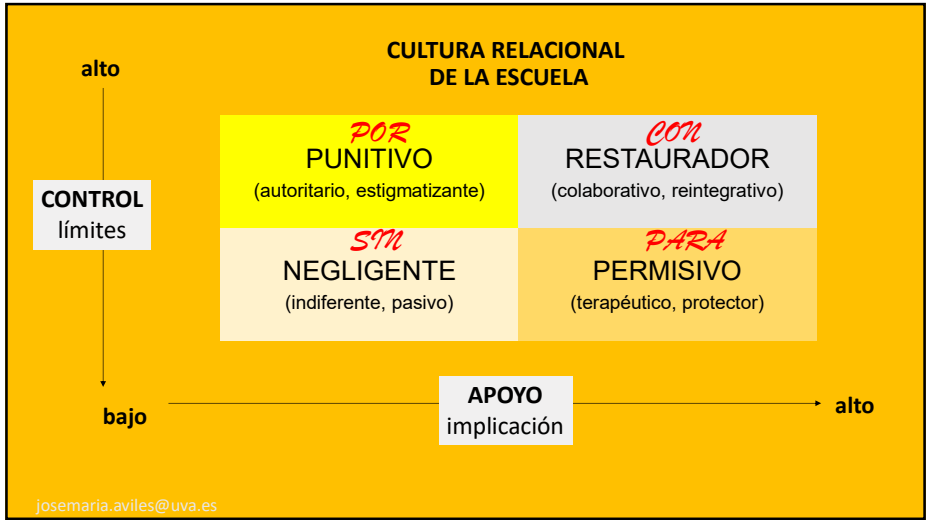 CULTURA RELACIONAL
DE LA ESCUELA
alto
POR
PUNITIVO
(autoritario, estigmatizante)
CON
RESTAURADOR
(colaborativo, reintegrativo)
CONTROL
límites
SIN
NEGLIGENTE
(indiferente, pasivo)
PARA
PERMISIVO
(terapéutico, protector)
bajo
APOYO
implicación
alto
josemaria.aviles@uva.es